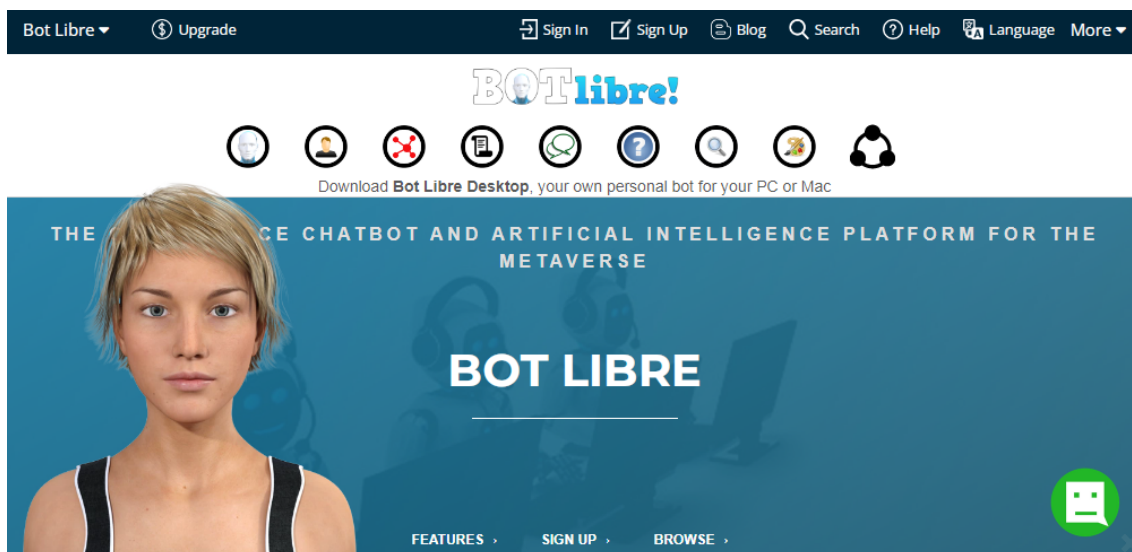 Bot Libre Upgrade Sign In Sign Up Blog Search Help Language More
BOTlibre!
Download Bot Libre Desktop, your own personal bot for your PC or Mac
THE CE CHATBOT AND ARTIFICIAL INTELLIGENCE PLATFORM FOR THE
METAVERSE
BOT LIBRE
FEATURES › SIGN UP › BROWSE ›